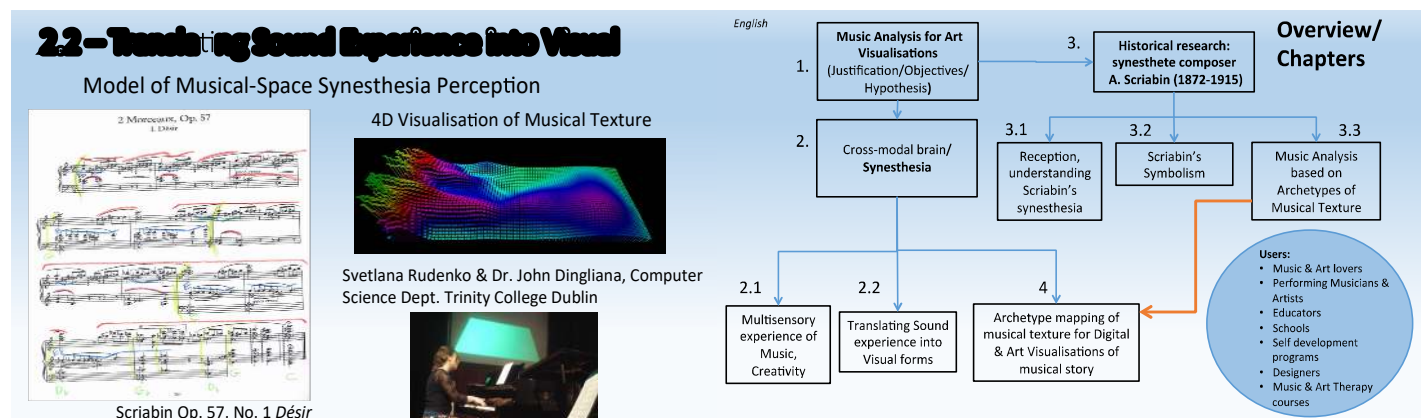 2.2 – Translating Sound Experience into Visual
Model of Musical-Space Synesthesia Perception
2 Morceaux, Op. 57
1. Désir
4D Visualisation of Musical Texture
Svetlana Rudenko & Dr. John Dingliana, Computer
Science Dept. Trinity College Dublin
Scriabin Op. 57, No. 1 Désir
English
Overview/
Chapters
1.
Music Analysis for Art
Visualisations
(Justification/Objectives/
Hypothesis)
3.
Historical research:
synesthete composer
A. Scriabin (1872-1915)
2.
Cross-modal brain/
Synesthesia
3.1
Reception,
understanding
Scriabin's
synesthesia
3.2
Scriabin's
Symbolism
3.3
Music Analysis
based on
Archetypes of
Musical Texture
2.1
Multisensory
experience of
Music,
Creativity
2.2
Translating Sound
experience into
Visual forms
4
Archetype mapping of
musical texture for Digital
& Art Visualisations of
musical story
Users:
• Music & Art lovers
• Performing Musicians &
Artists
• Educators
• Schools
• Self development
programs
• Designers
• Music & Art Therapy
courses